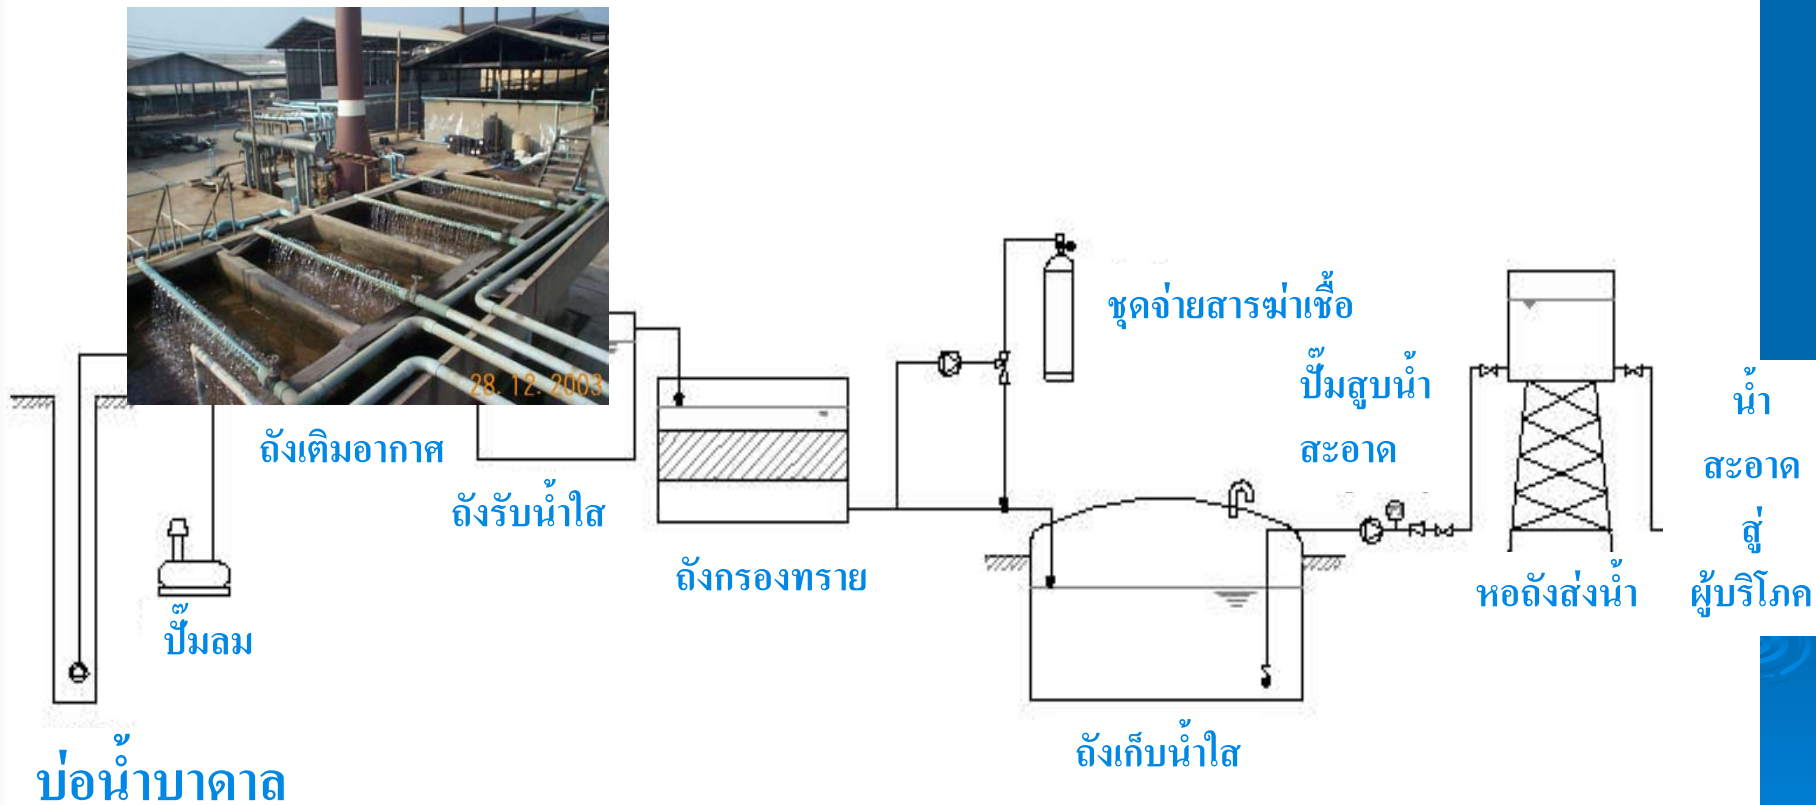 28. 12. 2003
ถังเติมอากาศ
ถังรับน้ำใส
ปั๊มลม
บ่อน้ำบาดาล
ถังกรองทราย
ชุดจ่ายสารฆ่าเชื้อ
ปั๊มสูบน้ำ
สะอาด
ถังเก็บน้ำใส
หอถังส่งน้ำ
น้ำ
สะอาด
สู่
ผู้บริโภค